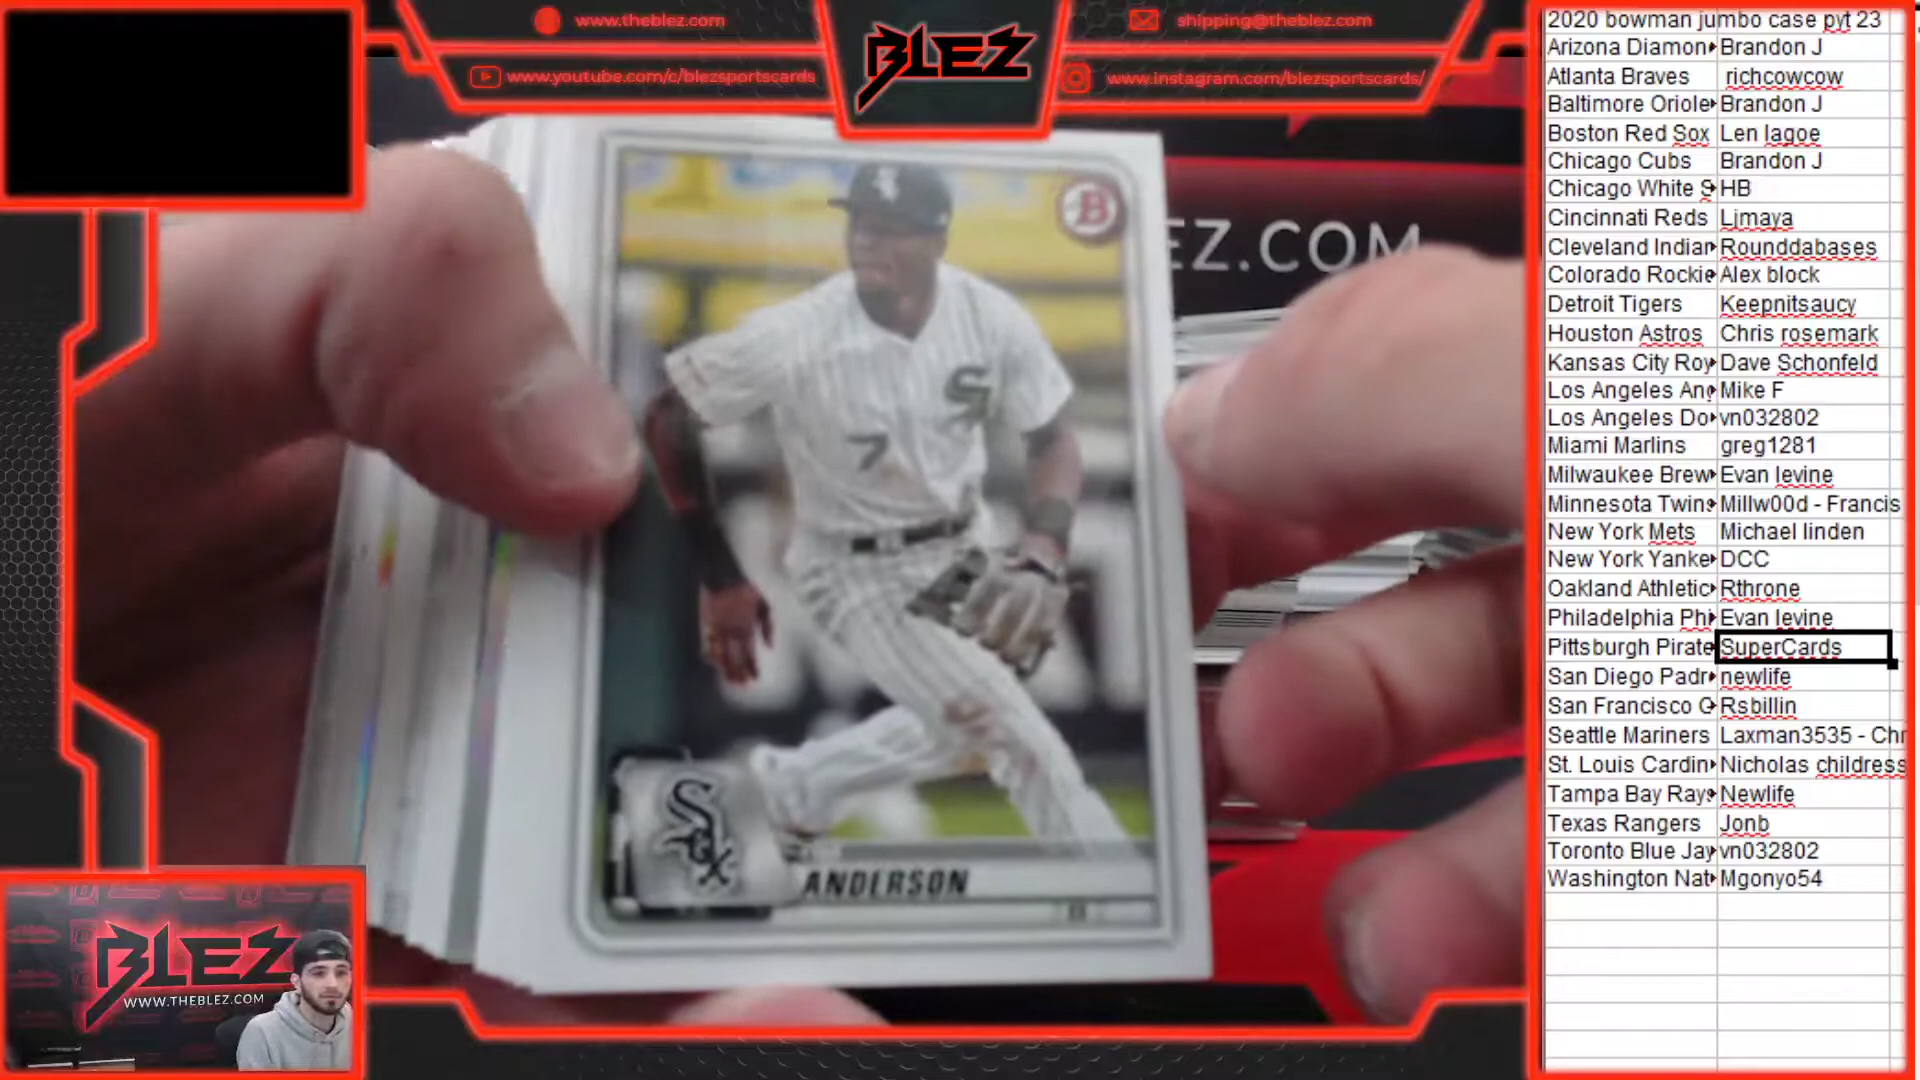 www.theblez.com
shipping@theblez.com
BLEZ
www.youtube.com/c/blezsportscards
www.instagram.com/blezsportscards/
EZ.COM
B
S
7
Sox
ANDERSON
BLEZ
WWW.THEBLEZ.COM
2020 bowman jumbo case pyt 23
Arizona Diamon Brandon J
Atlanta Braves richcowcow
Baltimore Oriole Brandon J
Boston Red Sox Len lagoe
Chicago Cubs Brandon J
Chicago White S HB
Cincinnati Reds Ljmaya
Cleveland Indian Rounddabases
Colorado Rockie Alex block
Detroit Tigers Keepnitsaucy
Houston Astros Chris rosemark
Kansas City Roy Dave Schonfeld
Los Angeles Ang Mike F
Los Angeles Do vn032802
Miami Marlins greg1281
Milwaukee Brew Evan levine
Minnesota Twins Millw00d - Francis
New York Mets Michael linden
New York Yanke DCC
Oakland Athletic Rthrone
Philadelphia Phi Evan levine
Pittsburgh Pirate SuperCards
San Diego Padr newlife
San Francisco G Rsbillin
Seattle Mariners Laxman3535 - Chr
St. Louis Cardin Nicholas childress
Tampa Bay Rays Newlife
Texas Rangers Jonb
Toronto Blue Jay vn032802
Washington Nat Mgonyo54